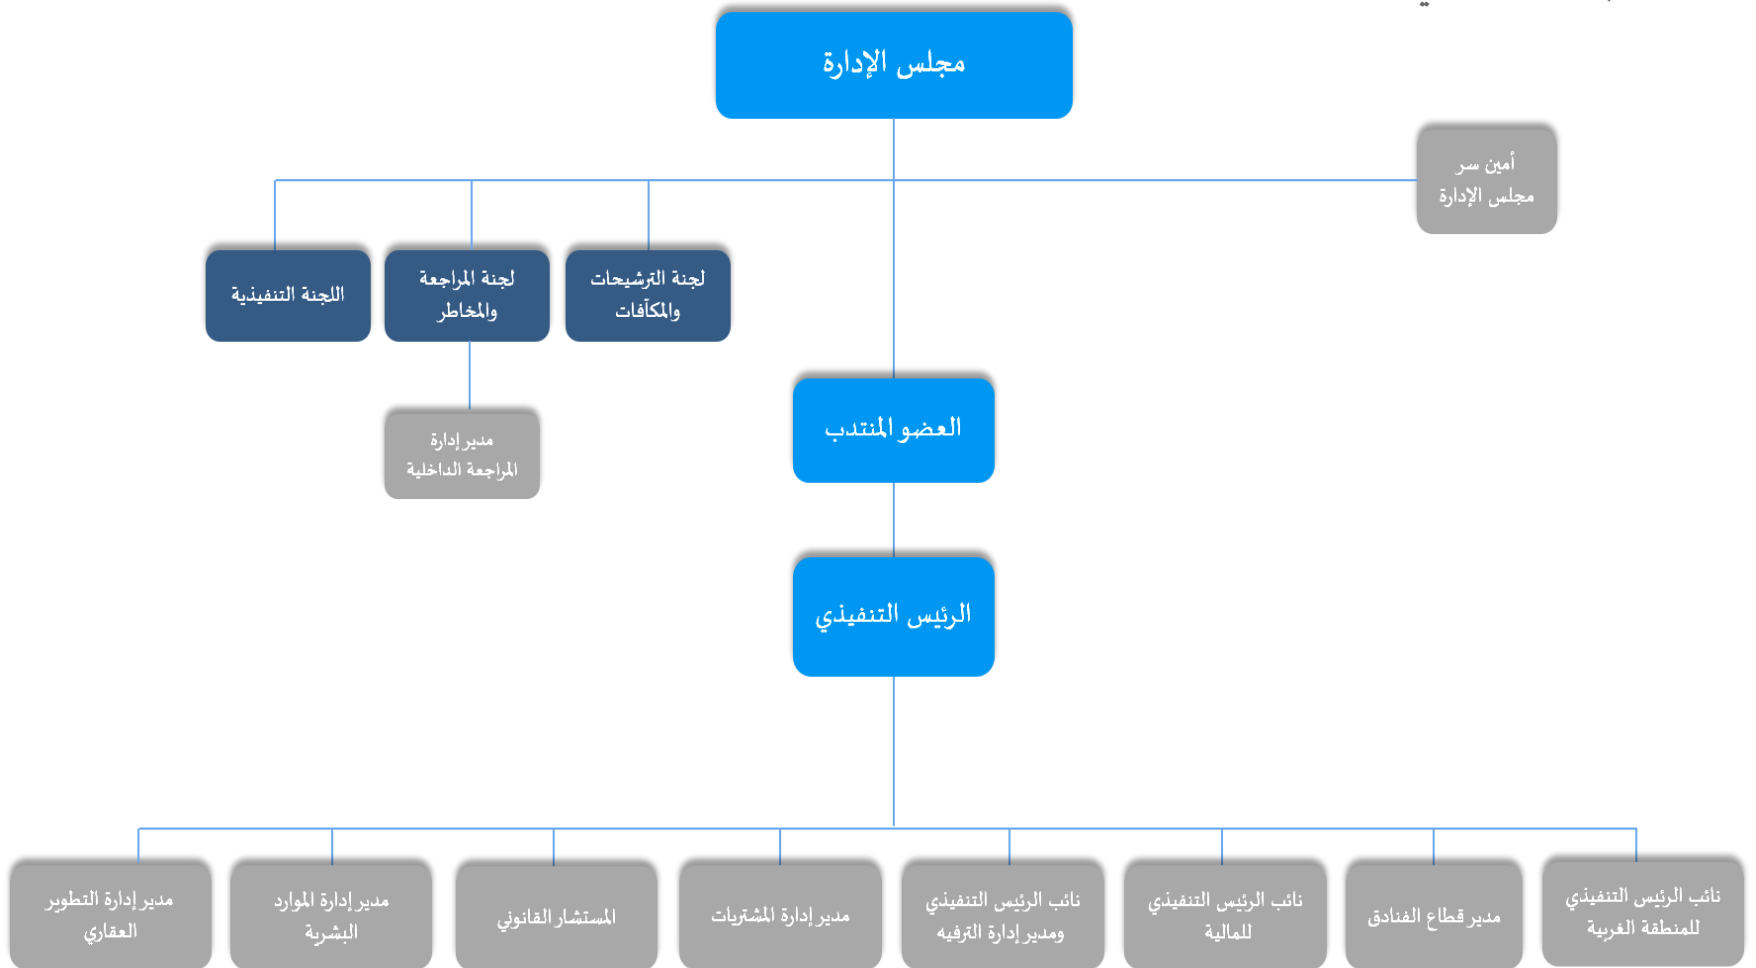 مجلس الإدارة
أمين سر
مجلس الإدارة
لجنة الترشيحات
والمكآفات
لجنة المراجعة
والمخاطر
اللجنة التنفيذية
العضو المنتدب
مدير إدارة
المراجعة الداخلية
الرئيس التنفيذي
نائب الرئيس التنفيذي
للمنطقة الغربية
مدير قطاع الفنادق
نائب الرئيس التنفيذي
للمالية
نائب الرئيس التنفيذي
ومدير إدارة الترفيه
مدير إدارة المشتريات
المستشار القانوني
مدير إدارة الموارد
البشرية
مدير إدارة التطوير
العقاري